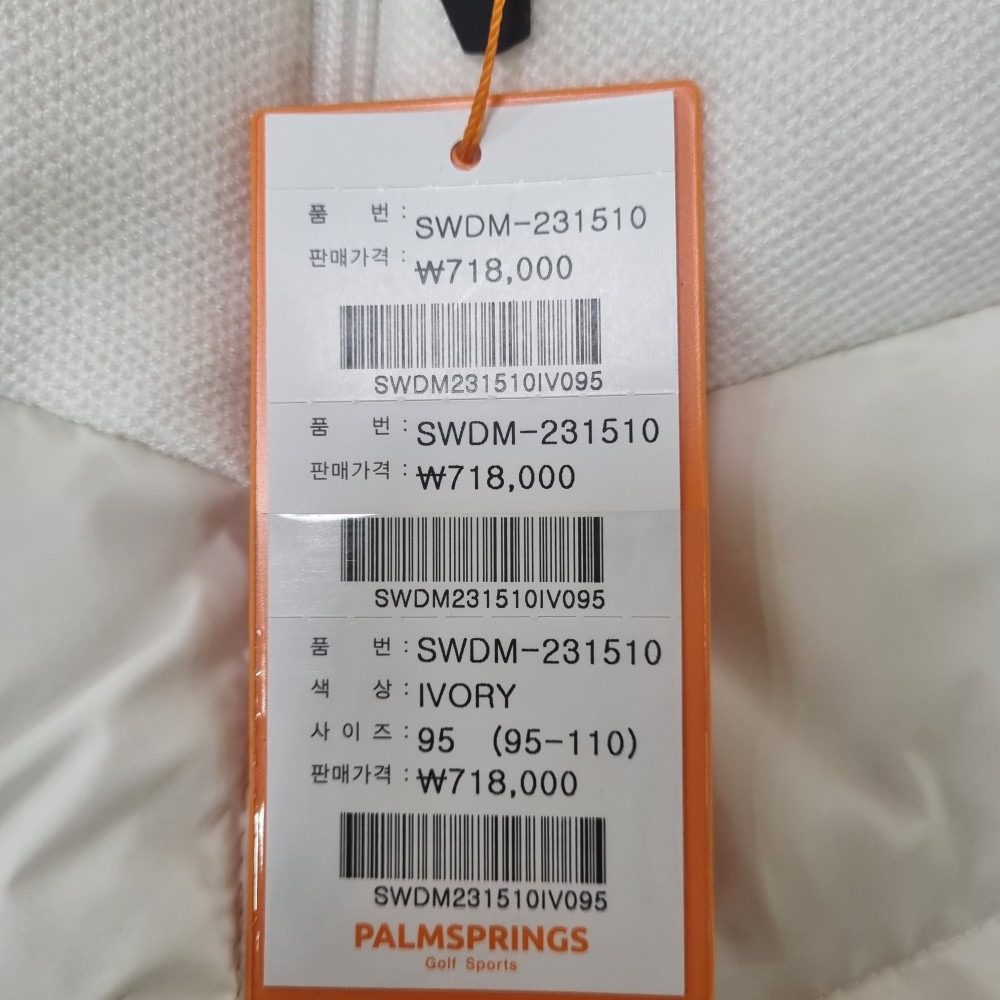 품 번 : SWDM-231510
판매가격 : ₩718,000
SWDM231510IV095
품 번 : SWDM-231510
판매가격 : ₩718,000
SWDM231510IV095
품 번 : SWDM-231510
색 상 : IVORY
사 이 즈 : 95 (95-110)
판매가격 : ₩718,000
SWDM231510IV095
PALMSPRINGS
Golf Sports